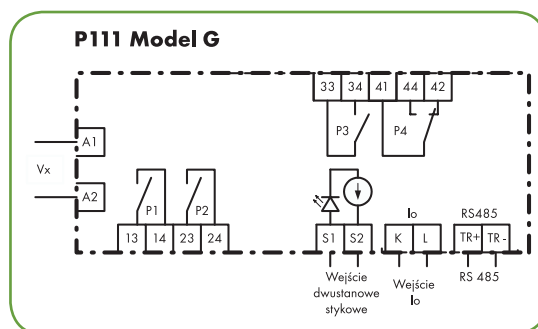 P111 Model G
33 34 41 44 42
A1
P3 P4
Vx
A2
P1 P2
Io RS485
13 14 23 24 S1 S2 K L TR+ TR -
Wejście Wejście RS 485
dwustanowe Io
stykowe